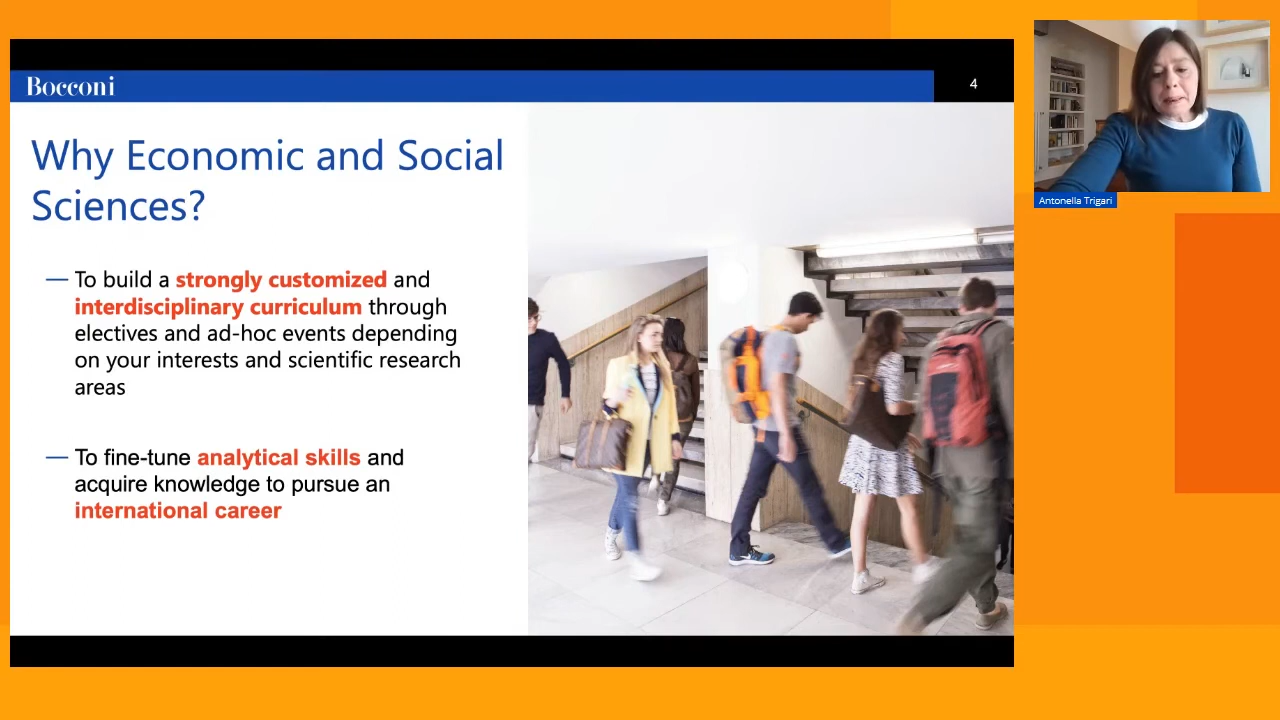 Bocconi
4
Why Economic and Social
Sciences?
— To build a strongly customized and
interdisciplinary curriculum through
electives and ad-hoc events depending
on your interests and scientific research
areas
— To fine-tune analytical skills and
acquire knowledge to pursue an
international career
Antonella Trigari